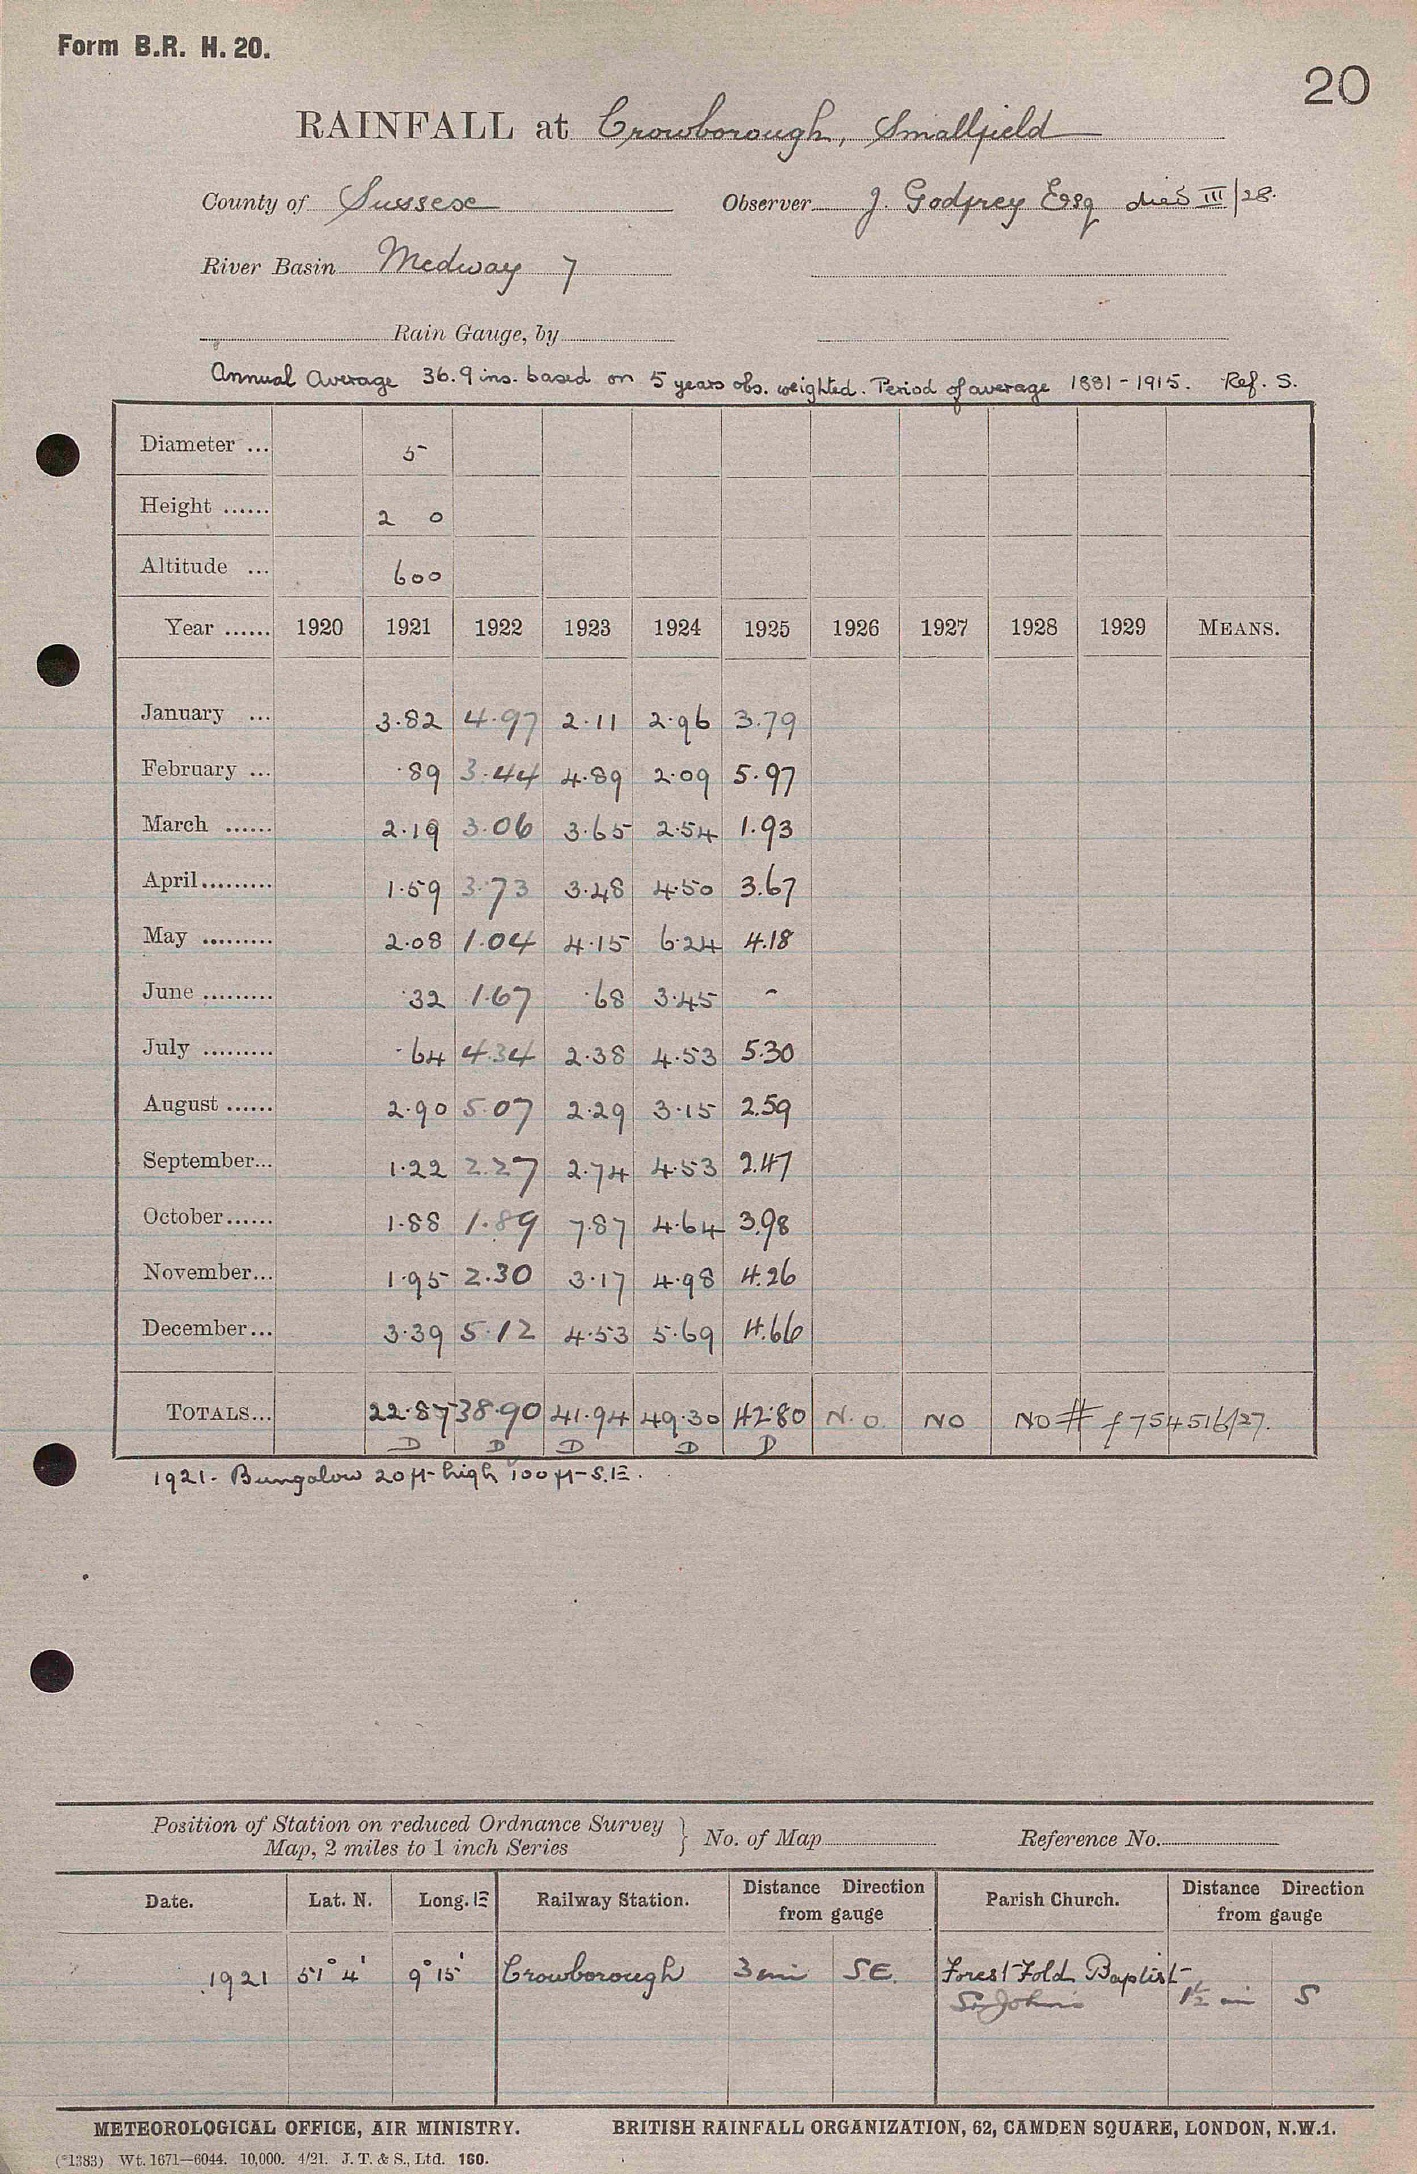 Form B.R. H. 20.
20
RAINFALL at Crowborough, Smallfield
County of Sussex Observer J. Godfrey Esq died III/28.
River Basin Medway 7
Rain Gauge, by
Annual Average 36.9 ins. based on 5 years obs. weighted. Period of average 1881-1915. Ref. S.
Diameter ... 5
Height ...... 2 0
Altitude ... 600
Year ...... 1920 1921 1922 1923 1924 1925 1926 1927 1928 1929 MEANS.
January ... 3.82 4.97 2.11 2.96 3.79
February ... .89 3.44 4.89 2.09 5.97
March ...... 2.19 3.06 3.65 2.54 1.93
April ......... 1.59 3.73 3.48 4.50 3.67
May ......... 2.08 1.04 4.15 6.24 4.18
June ......... .32 1.67 .68 3.45 -
July ......... .64 4.34 2.38 4.53 5.30
August ...... 2.90 5.07 2.29 3.15 2.59
September... 1.22 2.27 2.74 4.53 2.47
October...... 1.88 1.89 7.87 4.64 3.98
November... 1.95 2.30 3.17 4.98 4.26
December... 3.39 5.12 4.53 5.69 4.66
TOTALS... 22.87 38.90 41.94 49.30 42.80 N.O. NO NO # f 754516/27.
D D D D D
1921. Bungalow 20 ft high 100 ft S.E.
Position of Station on reduced Ordnance Survey
Map, 2 miles to 1 inch Series } No. of Map Reference No.
Date. Lat. N. Long. E Railway Station. Distance Direction from gauge Parish Church. Distance Direction from gauge
1921 51° 4' 9° 15' Crowborough 3 mi SE. Forest Fold Baptist
St Johns 1½ mi S
METEOROLOGICAL OFFICE, AIR MINISTRY. BRITISH RAINFALL ORGANIZATION, 62, CAMDEN SQUARE, LONDON, N.W.1.
(*1383) Wt. 1671—6044. 10,000. 4/21. J. T. & S., Ltd. 160.